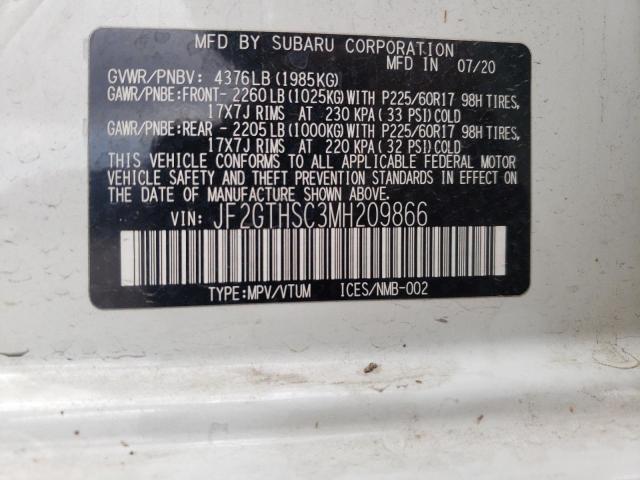 MFD BY SUBARU CORPORATION
GVWR/PNBV: 4376LB (1985KG) MFD IN 07/20
GAWR/PNBE:FRONT- 2260LB (1025KG) WITH P225/60R17 98H TIRES,
17X7J RIMS AT 230 KPA (33 PSI) COLD
GAWR/PNBE:REAR - 2205LB (1000KG) WITH P225/60R17 98H TIRES,
17X7J RIMS AT 220 KPA (32 PSI) COLD
THIS VEHICLE CONFORMS TO ALL APPLICABLE FEDERAL MOTOR
VEHICLE SAFETY AND THEFT PREVENTION STANDARDS IN EFFECT
ON THE DATE OF MANUFACTURE SHOWN ABOVE.
VIN: JF2GTHSC3MH209866
TYPE:MPV/VTUM ICES/NMB-002